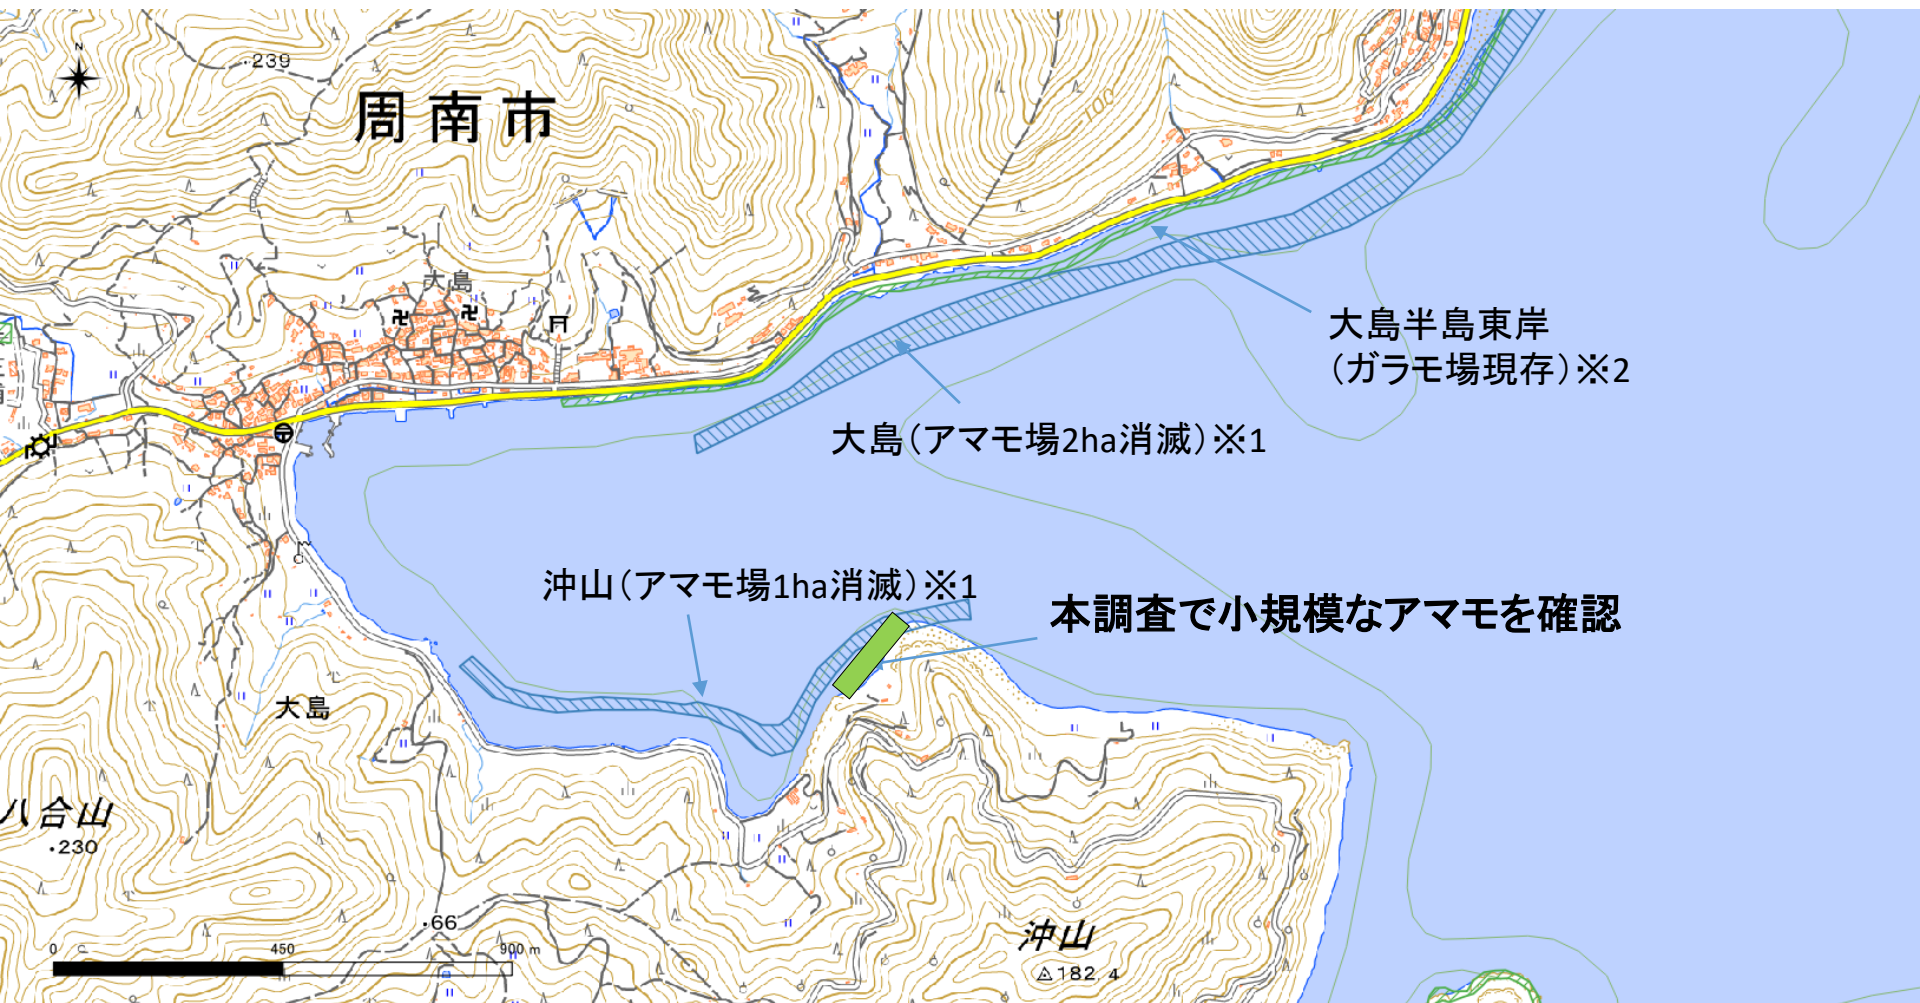 N
239
周南市
100
大島
大島半島東岸
（ガラモ場現存）※2
大島（アマモ場2ha消滅）※1
沖山（アマモ場1ha消滅）※1
本調査で小規模なアマモを確認
大島
八合山
230
66
沖山
182.4
0 450 900 m